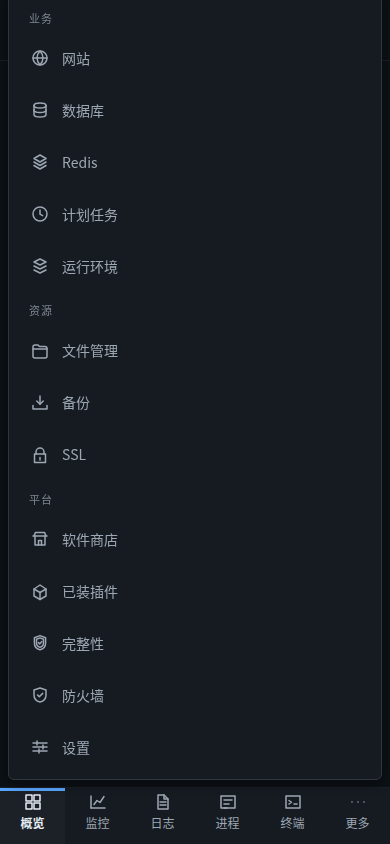 业务
网站
数据库
Redis
计划任务
运行环境
资源
文件管理
备份
SSL
平台
软件商店
已装插件
完整性
防火墙
设置
概览 监控 日志 进程 终端 更多